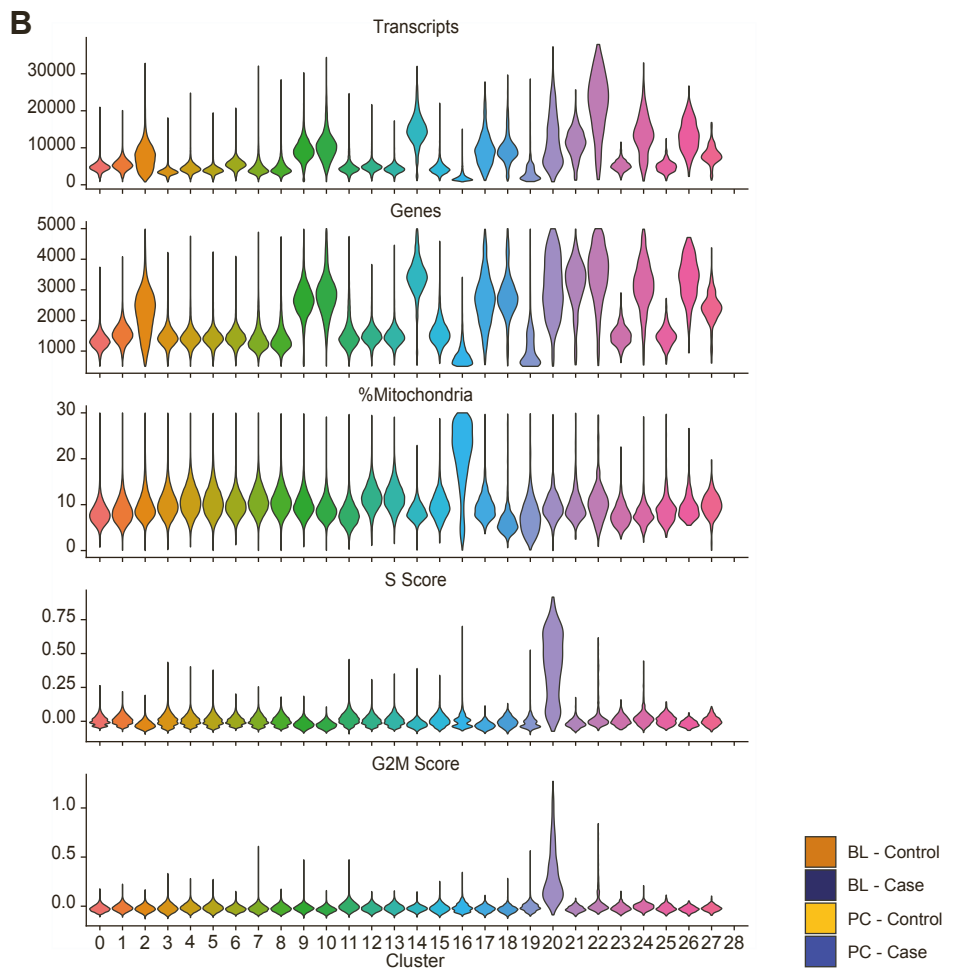 B
Transcripts
30000
20000
10000
0
Genes
5000
4000
3000
2000
1000
%Mitochondria
30
20
10
0
S Score
0.75
0.50
0.25
0.00
G2M Score
1.0
0.5
0.0
0 1 2 3 4 5 6 7 8 9 10 11 12 13 14 15 16 17 18 19 20 21 22 23 24 25 26 27 28
Cluster
BL - Control
BL - Case
PC - Control
PC - Case